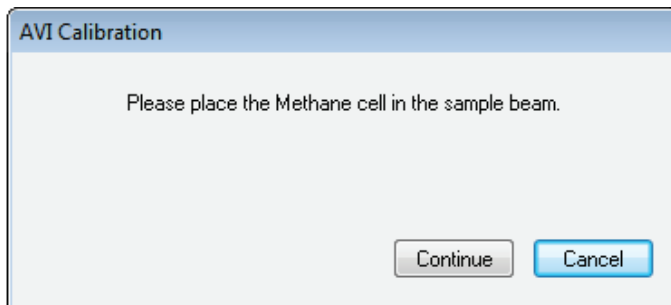 AVI Calibration
Please place the Methane cell in the sample beam.
Continue Cancel